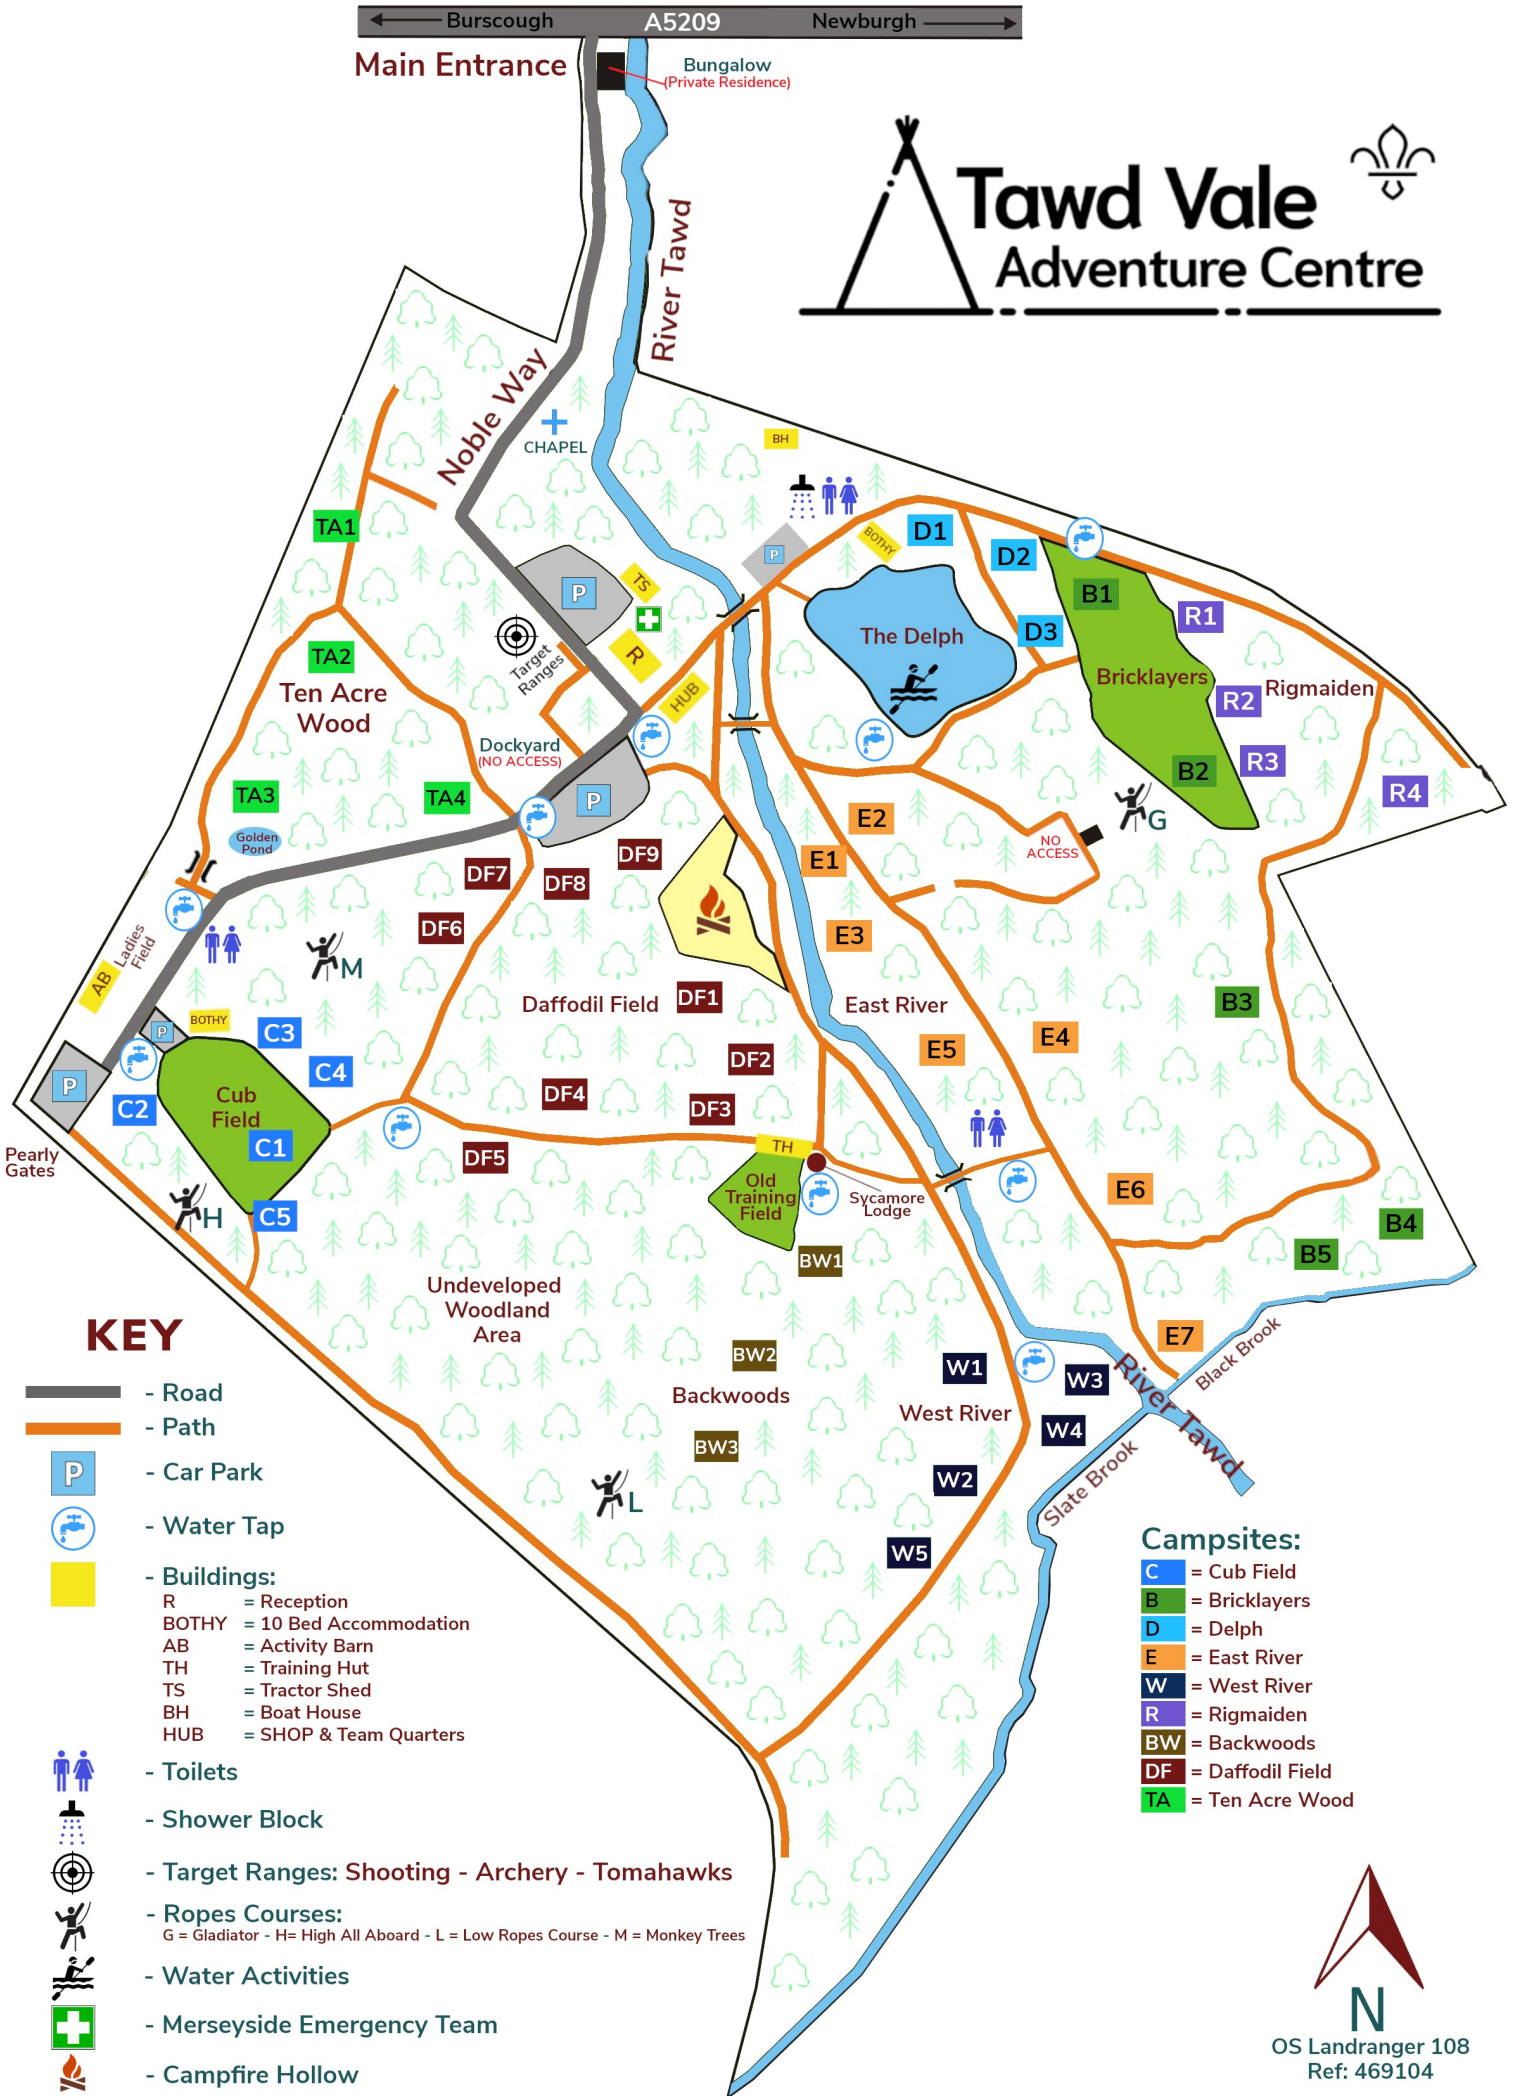 Burscough A5209 Newburgh
Main Entrance
Bungalow
(Private Residence)
Tawd Vale
Adventure Centre
River Tawd
Noble Way
CHAPEL
BH
TA1
BOTHY
D1
D2
P
P
TS
B1
R1
The Delph
D3
R
Target
Ranges
TA2
Ten Acre
Wood
Bricklayers
Rigmaiden
R2
HUB
Dockyard
(NO ACCESS)
R3
B2
R4
TA3
TA4
P
E2
G
Golden
Pond
NO
ACCESS
DF9
E1
DF7
DF8
DF6
E3
Ladies
Field
M
AB
Daffodil Field
DF1
East River
B3
BOTHY
P
C3
E4
E5
C4
DF2
P
Cub
Field
C2
DF4
DF3
C1
TH
DF5
Pearly
Gates
Old
Training
Field
Sycamore
Lodge
E6
H
C5
B4
BW1
B5
Undeveloped
Woodland
Area
E7
Black Brook
BW2
W1
W3
River Tawd
Backwoods
West River
W4
BW3
Slate Brook
W2
L
W5
KEY
- Road
- Path
P - Car Park
- Water Tap
- Buildings:
R = Reception
BOTHY = 10 Bed Accommodation
AB = Activity Barn
TH = Training Hut
TS = Tractor Shed
BH = Boat House
HUB = SHOP & Team Quarters
- Toilets
- Shower Block
- Target Ranges: Shooting - Archery - Tomahawks
- Ropes Courses:
G = Gladiator - H= High All Aboard - L = Low Ropes Course - M = Monkey Trees
- Water Activities
- Merseyside Emergency Team
- Campfire Hollow
Campsites:
C = Cub Field
B = Bricklayers
D = Delph
E = East River
W = West River
R = Rigmaiden
BW = Backwoods
DF = Daffodil Field
TA = Ten Acre Wood
N
OS Landranger 108
Ref: 469104